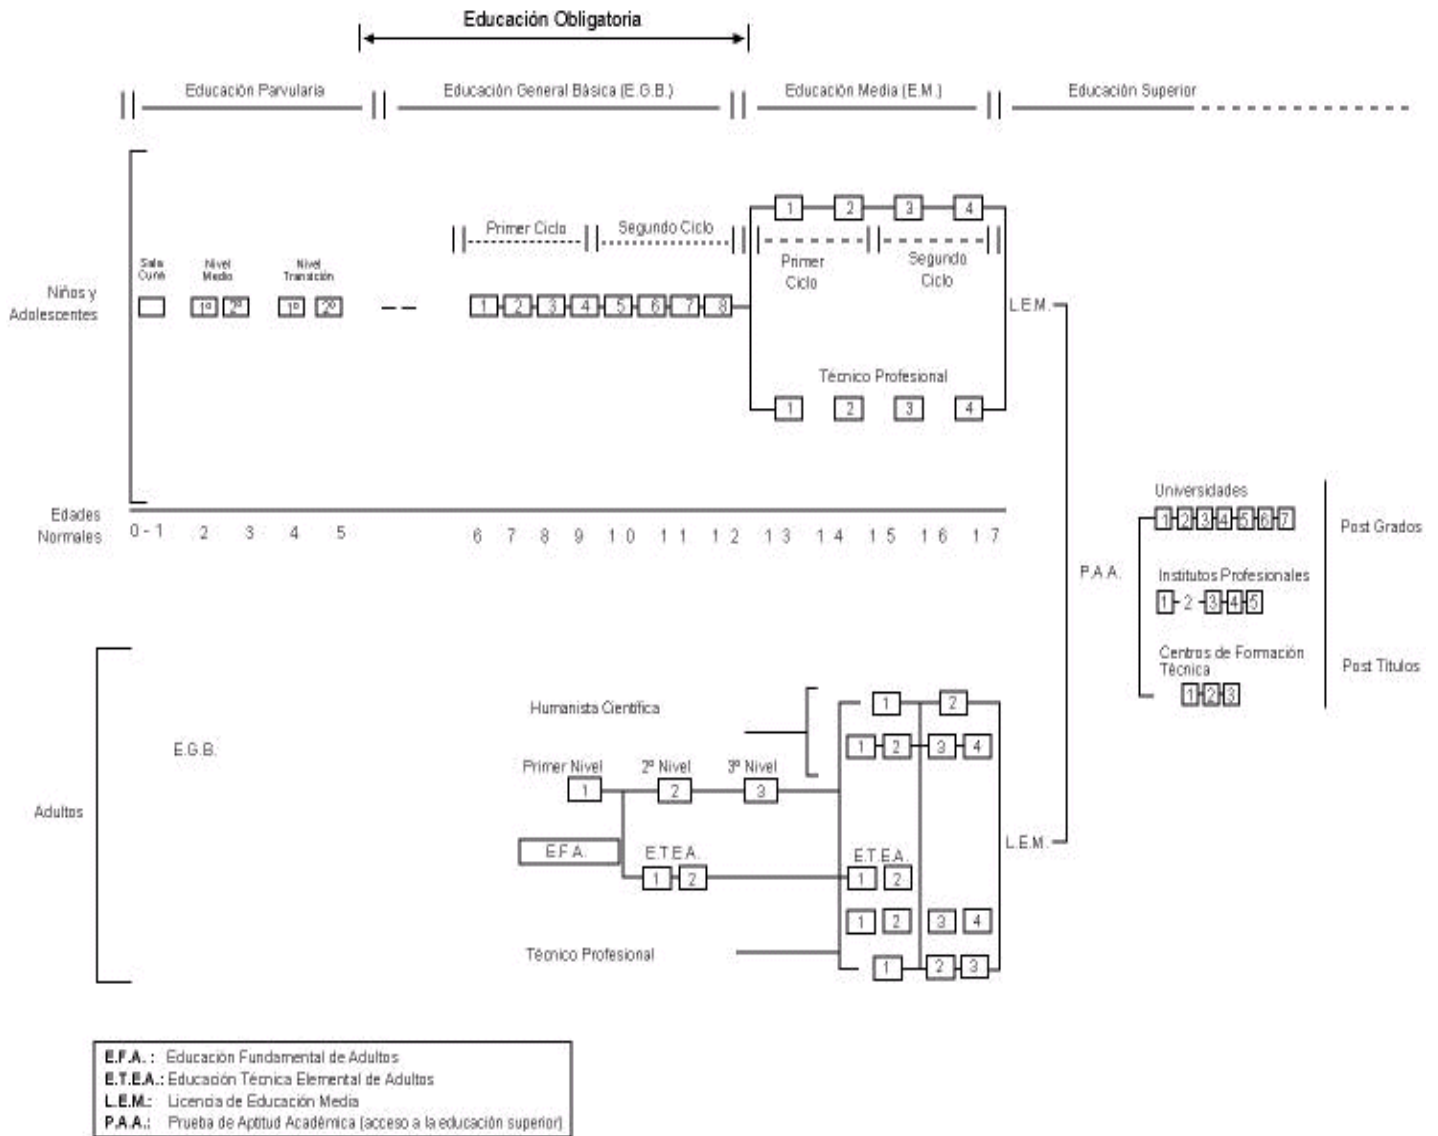 Educación Obligatoria
Educación Parvularia
Educación General Básica (E.G.B.)
Educación Media (E.M.)
Educación Superior
1 2 3 4
Primer Ciclo
Segundo Ciclo
Primer
Ciclo
Segundo
Ciclo
Sala
Cuna
Nivel
Medio
Nivel
Transición
Niños y
Adolescentes
1º 2º
1º 2º
1 2 3 4 5 6 7 8
L.E.M.
Técnico Profesional
1 2 3 4
Edades
Normales
0 - 1 2 3 4 5 6 7 8 9 10 11 12 13 14 15 16 17
Universidades
1 2 3 4 5 6 7
Post Grados
P.A.A.
Institutos Profesionales
1 - 2 - 3 4 5
Centros de Formación
Técnica
1 2 3
Post Títulos
Humanista Científica
1 2
E.G.B.
1 2 3 4
Primer Nivel
2º Nivel
3º Nivel
1 2 3
Adultos
E.F.A.
E.T.E.A.
E.T.E.A.
L.E.M.
1 2
1 2
1 2 3 4
Técnico Profesional
1 2 3
E.F.A. : Educación Fundamental de Adultos
E.T.E.A.: Educación Técnica Elemental de Adultos
L.E.M.: Licencia de Educación Media
P.A.A.: Prueba de Aptitud Académica (acceso a la educación superior)